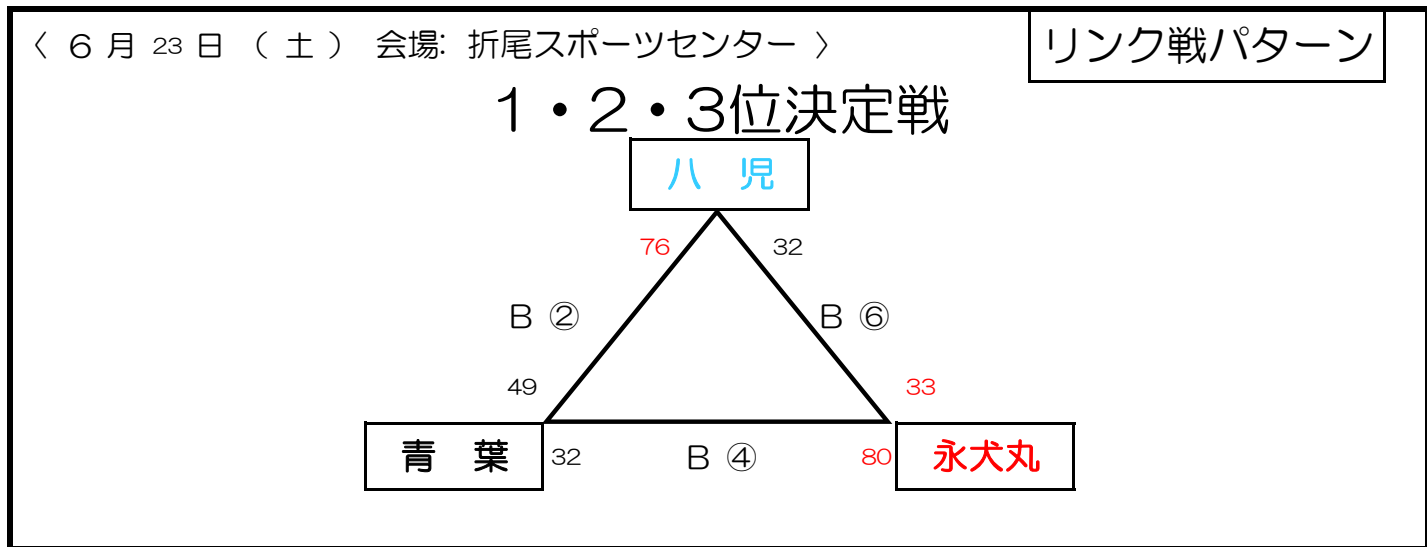 〈 6 月 23 日 （ 土 ） 会場: 折尾スポーツセンター 〉
リンク戦パターン
1・2・3位決定戦
八 児
76 32
B ② B ⑥
49 33
青 葉 32 B ④ 80 永犬丸